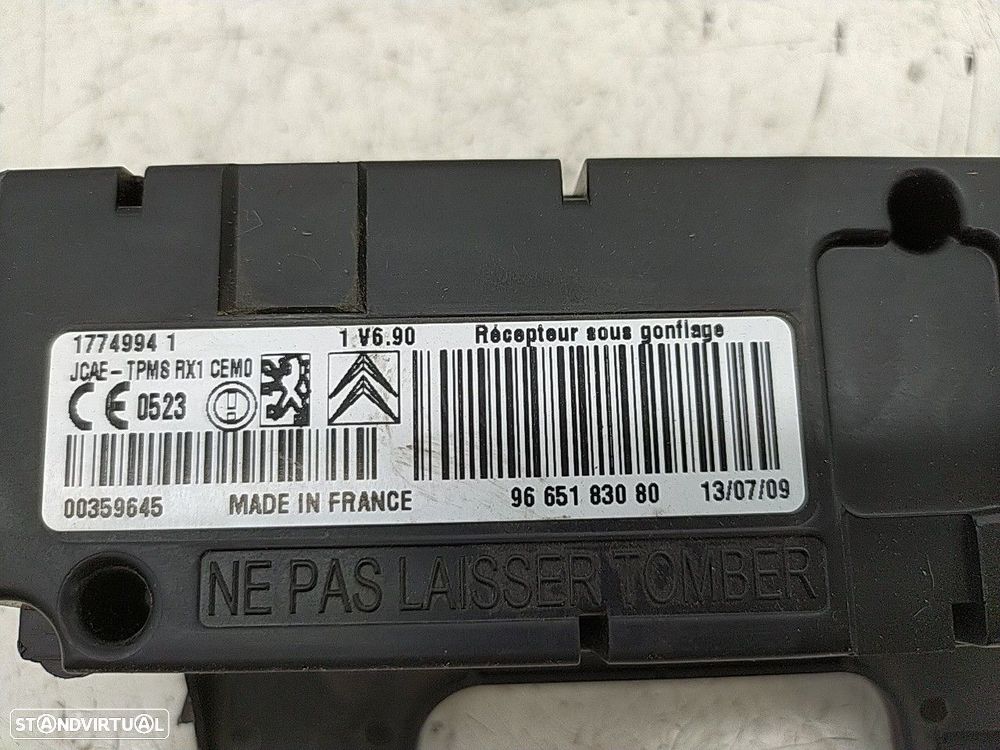 1774994 1
1 V6.90
Récepteur sous gonflage
JCAE-TPMS RX1 CEM0
CE 0523
00359645
MADE IN FRANCE
96 651 830 80
13/07/09
NE PAS LAISSER TOMBER
STANDVIRTUAL